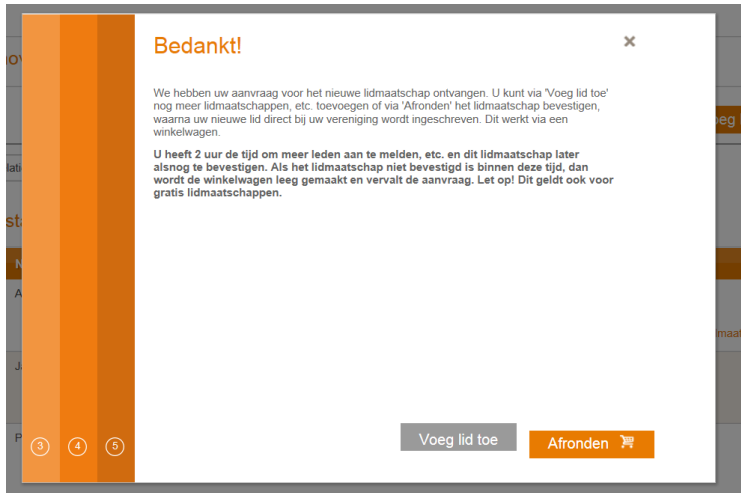 Bedankt!
We hebben uw aanvraag voor het nieuwe lidmaatschap ontvangen. U kunt via 'Voeg lid toe'
nog meer lidmaatschappen, etc. toevoegen of via 'Afronden' het lidmaatschap bevestigen,
waarna uw nieuwe lid direct bij uw vereniging wordt ingeschreven. Dit werkt via een
winkelwagen.
U heeft 2 uur de tijd om meer leden aan te melden, etc. en dit lidmaatschap later
alsnog te bevestigen. Als het lidmaatschap niet bevestigd is binnen deze tijd, dan
wordt de winkelwagen leeg gemaakt en vervalt de aanvraag. Let op! Dit geldt ook voor
gratis lidmaatschappen.
3 4 5
Voeg lid toe
Afronden